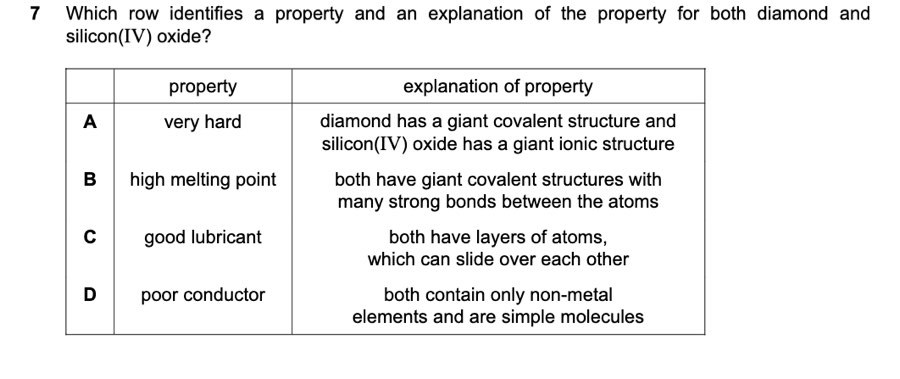 7 Which row identifies a property and an explanation of the property for both diamond and
silicon(IV) oxide?
property explanation of property
A very hard diamond has a giant covalent structure and
silicon(IV) oxide has a giant ionic structure
B high melting point both have giant covalent structures with
many strong bonds between the atoms
C good lubricant both have layers of atoms,
which can slide over each other
D poor conductor both contain only non-metal
elements and are simple molecules